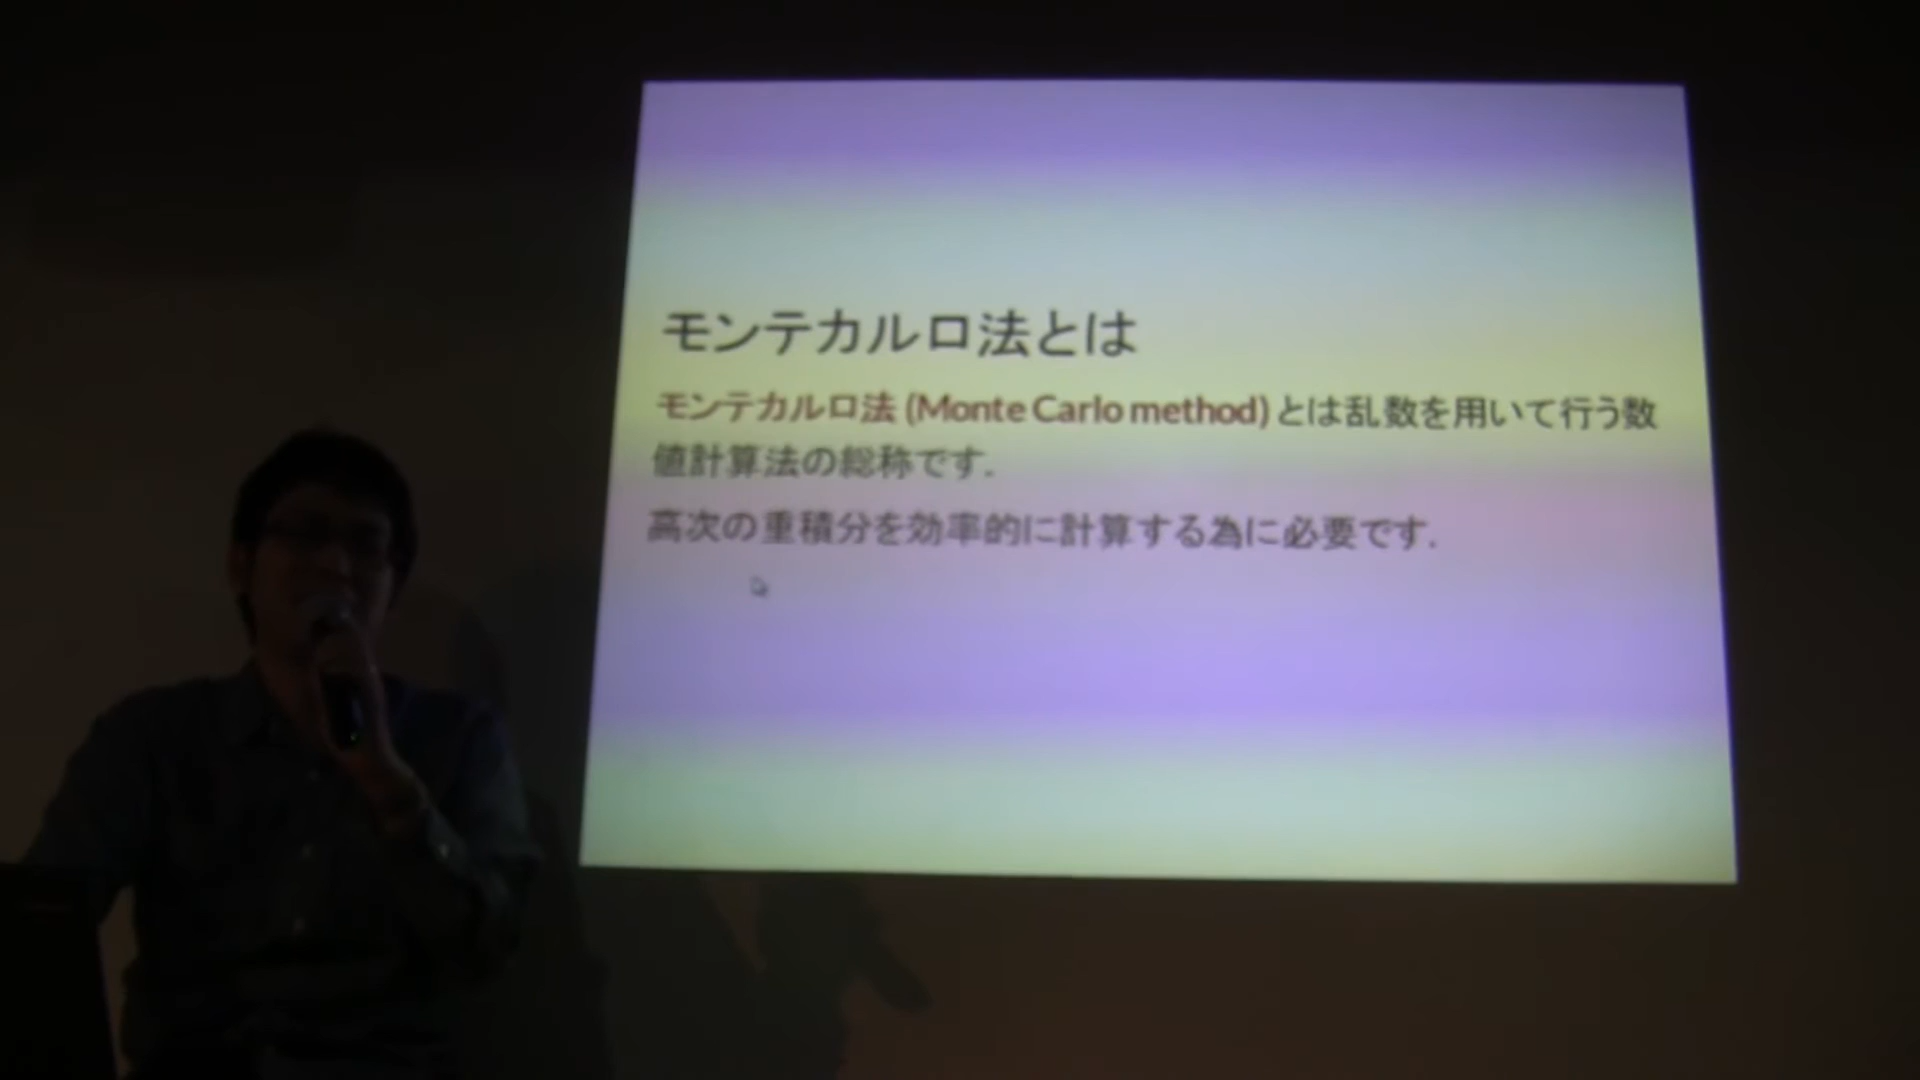 モンテカルロ法とは
モンテカルロ法 (Monte Carlo method) とは乱数を用いて行う数
値計算法の総称です.
高次の重積分を効率的に計算する為に必要です.